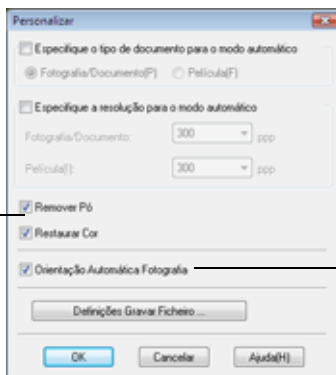 Personalizar
Especifique o tipo de documento para o modo automático
Fotografia/Documento(P) Película(F)
Especifique a resolução para o modo automático
Fotografia/Documento: 300 ppp
Película(I): 300 ppp
Remover Pó
Restaurar Cor
Orientação Automática Fotografia
Definições Gravar Ficheiro ...
OK Cancelar Ajuda(H)